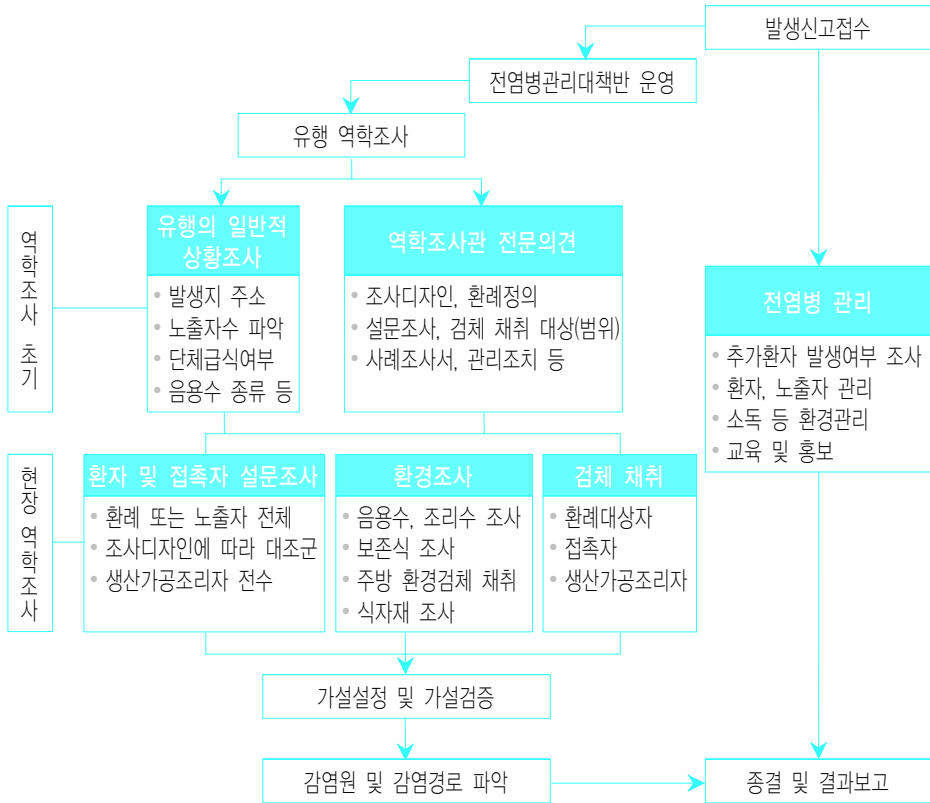 발생신고접수
전염병관리대책반 운영
유행 역학조사
역학조사 초기
유행의 일반적
상황조사
• 발생지 주소
• 노출자수 파악
• 단체급식여부
• 음용수 종류 등
역학조사관 전문의견
• 조사디자인, 환례정의
• 설문조사, 검체 채취 대상(범위)
• 사례조사서, 관리조치 등
전염병 관리
• 추가환자 발생여부 조사
• 환자, 노출자 관리
• 소독 등 환경관리
• 교육 및 홍보
현장 역학조사
환자 및 접촉자 설문조사
• 환례 또는 노출자 전체
• 조사디자인에 따라 대조군
• 생산가공조리자 전수
환경조사
• 음용수, 조리수 조사
• 보존식 조사
• 주방 환경검체 채취
• 식자재 조사
검체 채취
• 환례대상자
• 접촉자
• 생산가공조리자
가설설정 및 가설검증
감염원 및 감염경로 파악
종결 및 결과보고